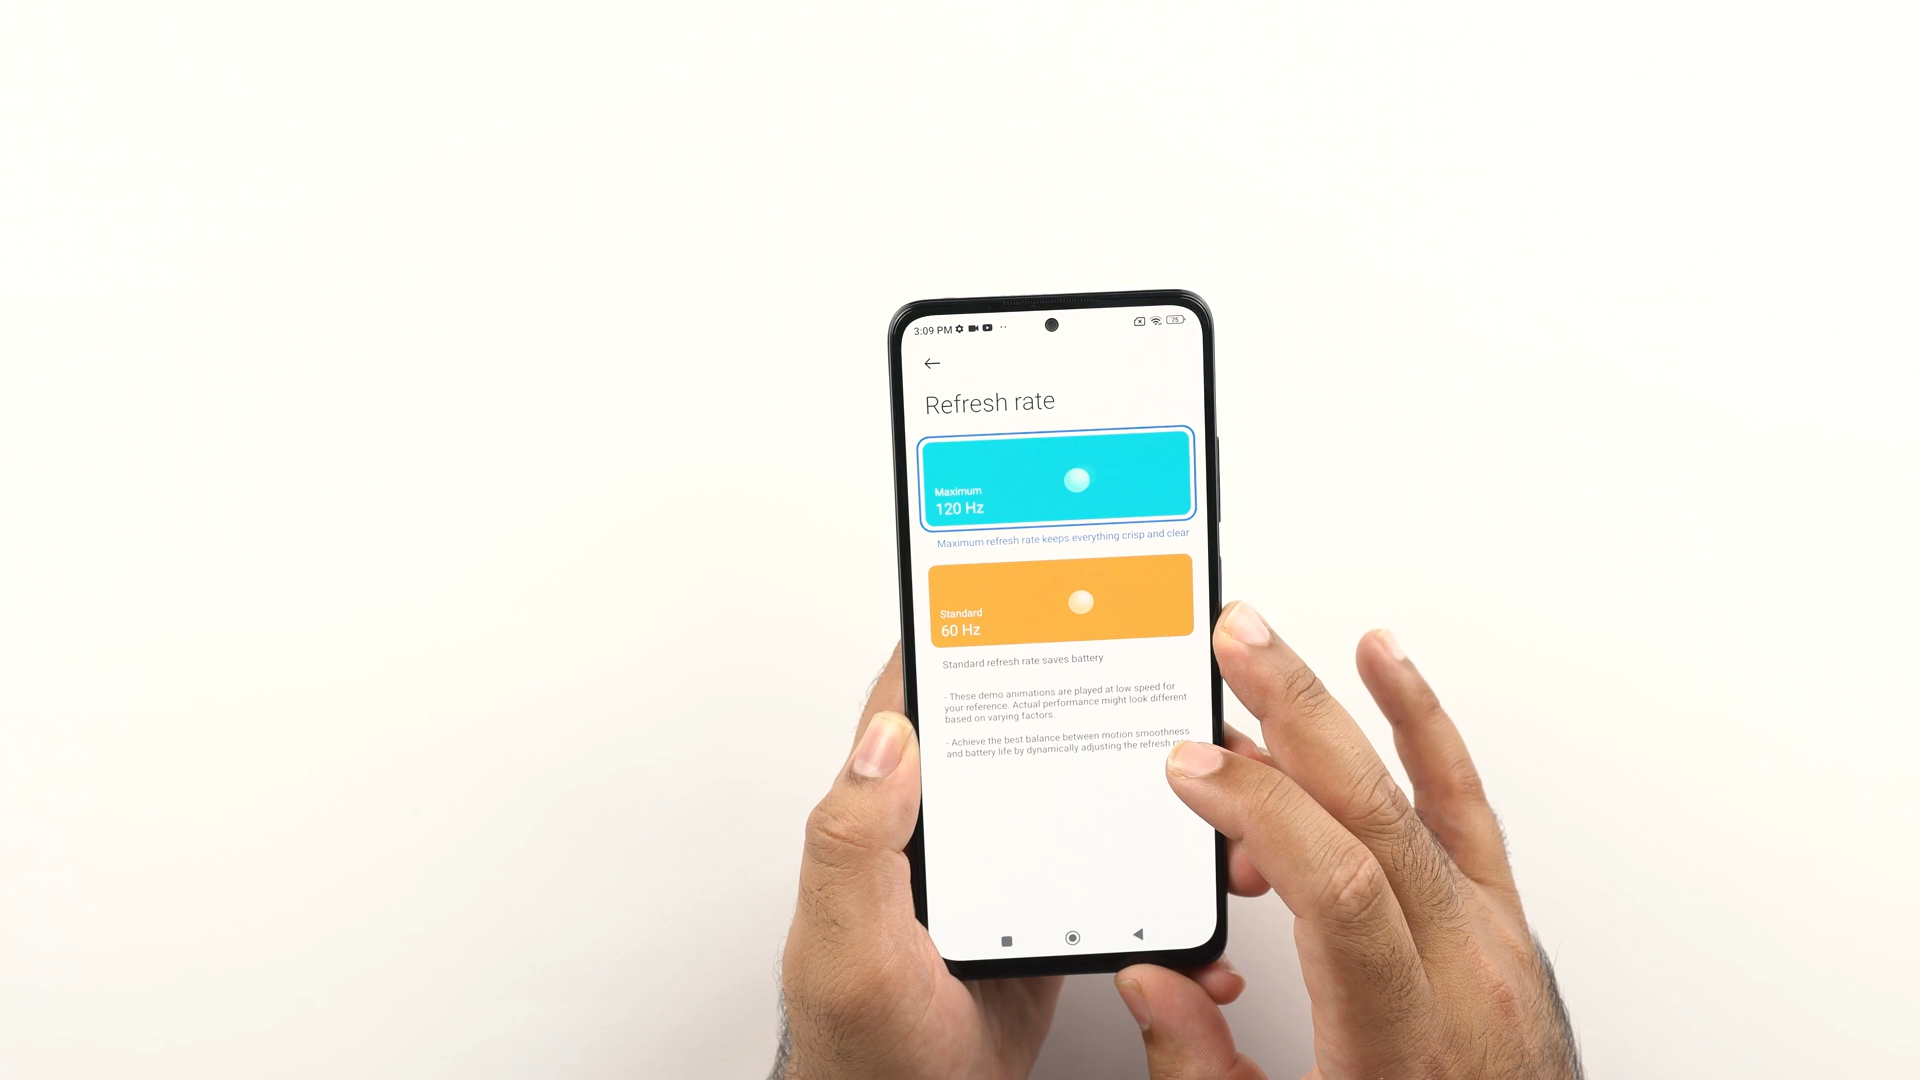 3:09 PM
75
Refresh rate
Maximum
120 Hz
Maximum refresh rate keeps everything crisp and clear
Standard
60 Hz
Standard refresh rate saves battery
- These demo animations are played at low speed for
your reference. Actual performance might look different
based on varying factors.
- Achieve the best balance between motion smoothness
and battery life by dynamically adjusting the refresh